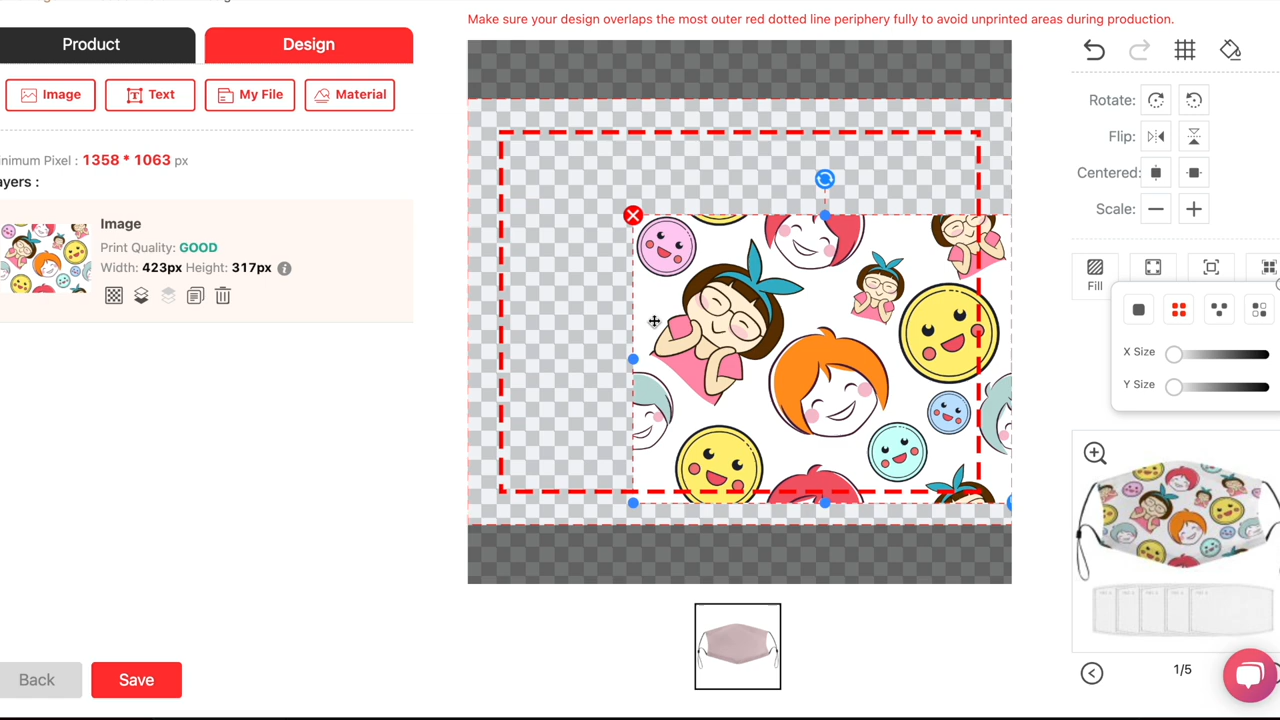 Make sure your design overlaps the most outer red dotted line periphery fully to avoid unprinted areas during production.
Product
Design
Image
Text
My File
Material
inimum Pixel : 1358 * 1063 px
ayers :
Image
Print Quality: GOOD
Width: 423px Height: 317px
Rotate:
Flip:
Centered:
Scale:
Fill
X Size
Y Size
Back
Save
1/5